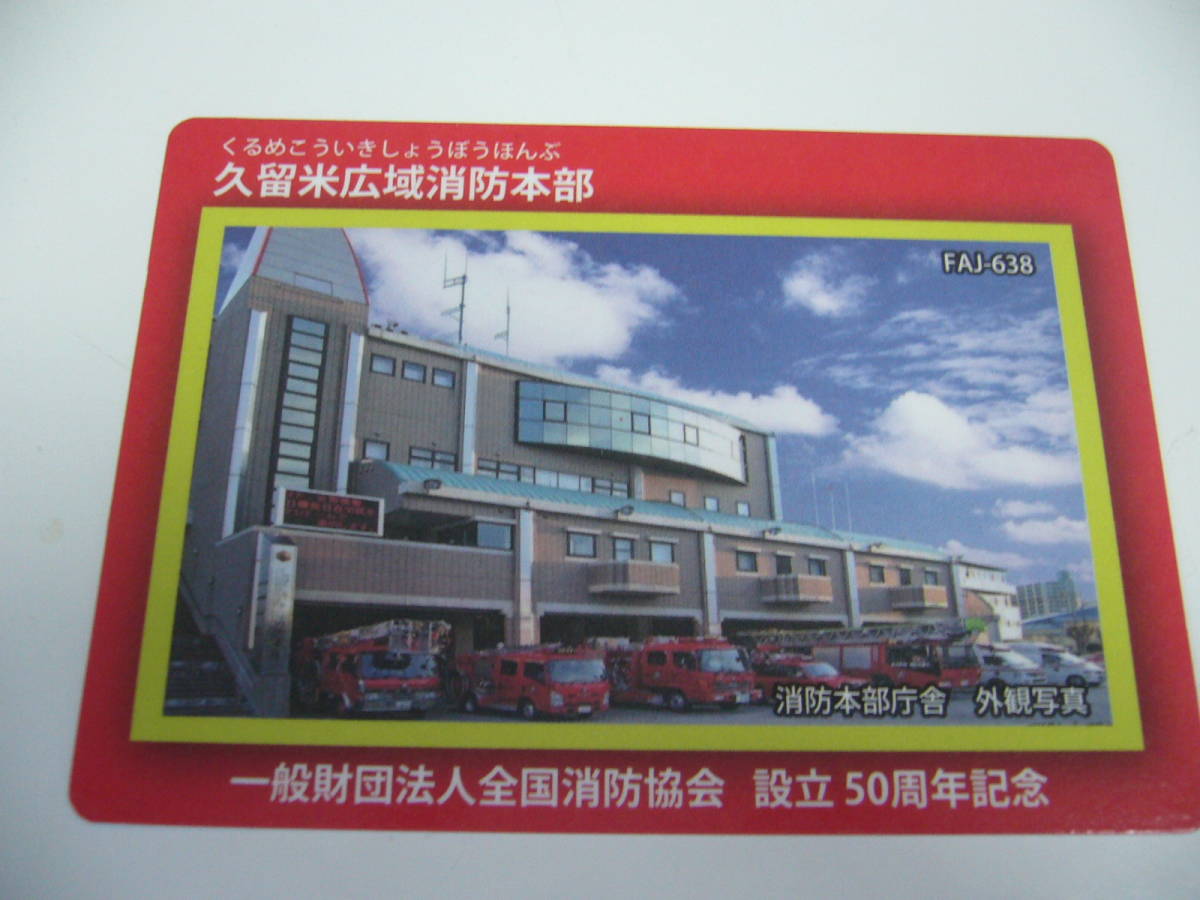 くるめこういきしょうぼうほんぶ
久留米広域消防本部
FAJ-638
消防本部庁舎 外観写真
一般財団法人全国消防協会 設立 50周年記念